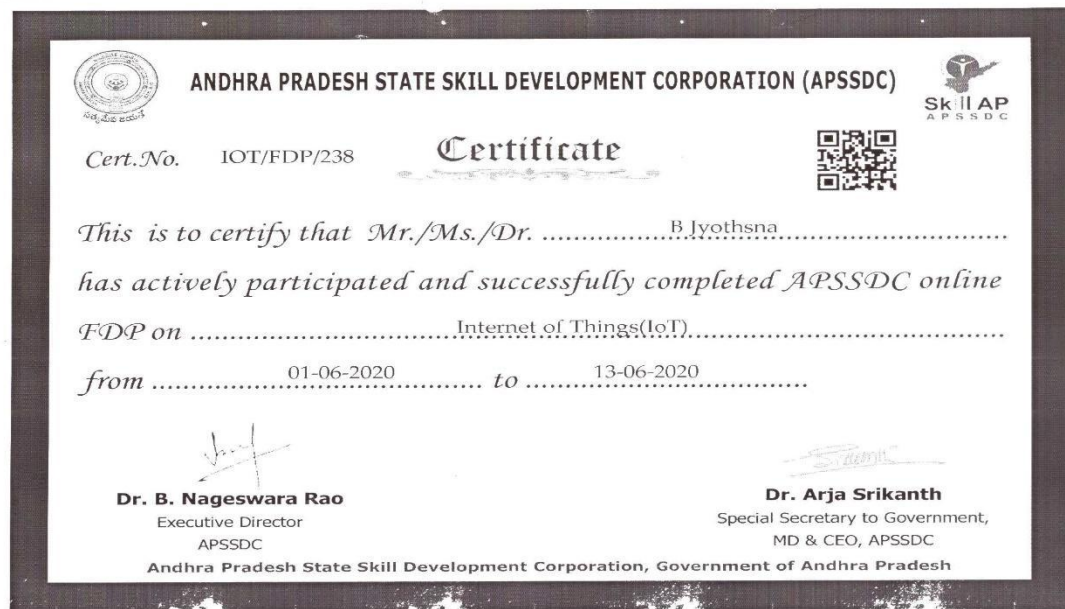 ANDHRA PRADESH STATE SKILL DEVELOPMENT CORPORATION (APSSDC)
Skill AP
APSSDC
సత్యమేవ జయతే
Cert.No. IOT/FDP/238 Certificate
This is to certify that Mr./Ms./Dr. B Jyothsna
has actively participated and successfully completed APSSDC online
FDP on Internet of Things(IoT)
from 01-06-2020 to 13-06-2020
Dr. B. Nageswara Rao
Executive Director
APSSDC
Dr. Arja Srikanth
Special Secretary to Government,
MD & CEO, APSSDC
Andhra Pradesh State Skill Development Corporation, Government of Andhra Pradesh